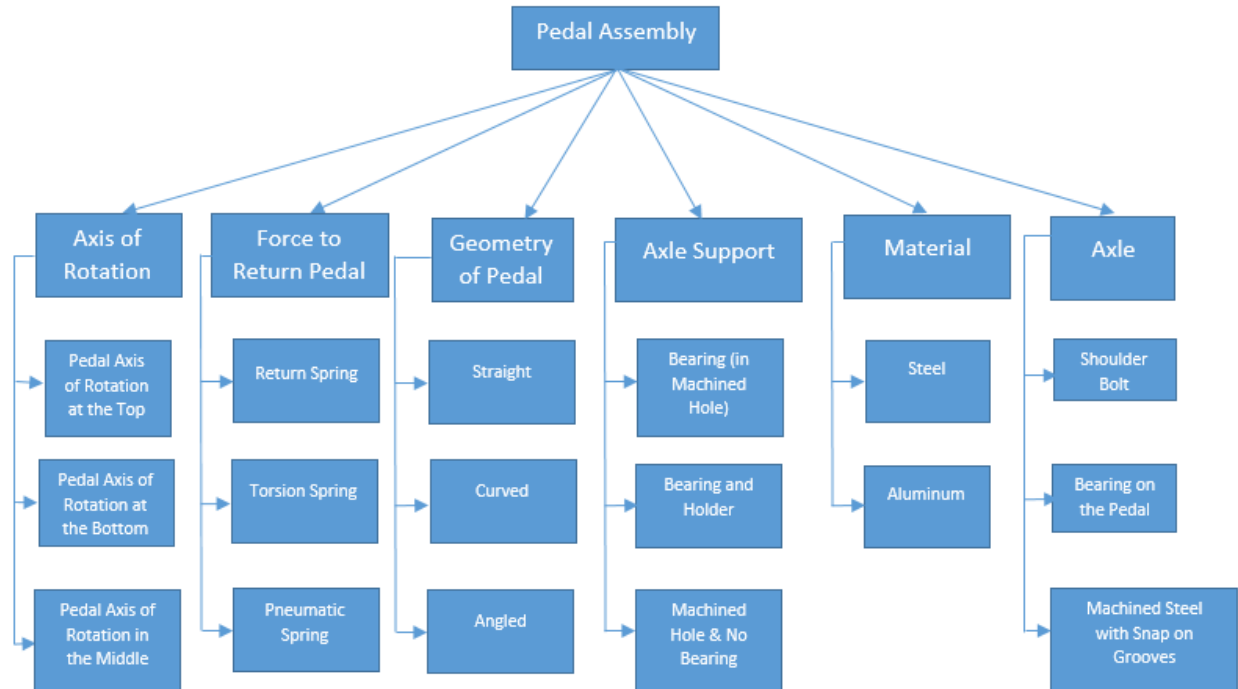 Pedal Assembly
Axis of
Rotation
Force to
Return Pedal
Geometry
of Pedal
Axle Support
Material
Axle
Pedal Axis
of Rotation
at the Top
Return Spring
Straight
Bearing (in
Machined
Hole)
Steel
Shoulder
Bolt
Pedal Axis of
Rotation at
the Bottom
Torsion Spring
Curved
Bearing and
Holder
Aluminum
Bearing on
the Pedal
Pedal Axis of
Rotation in
the Middle
Pneumatic
Spring
Angled
Machined
Hole & No
Bearing
Machined Steel
with Snap on
Grooves